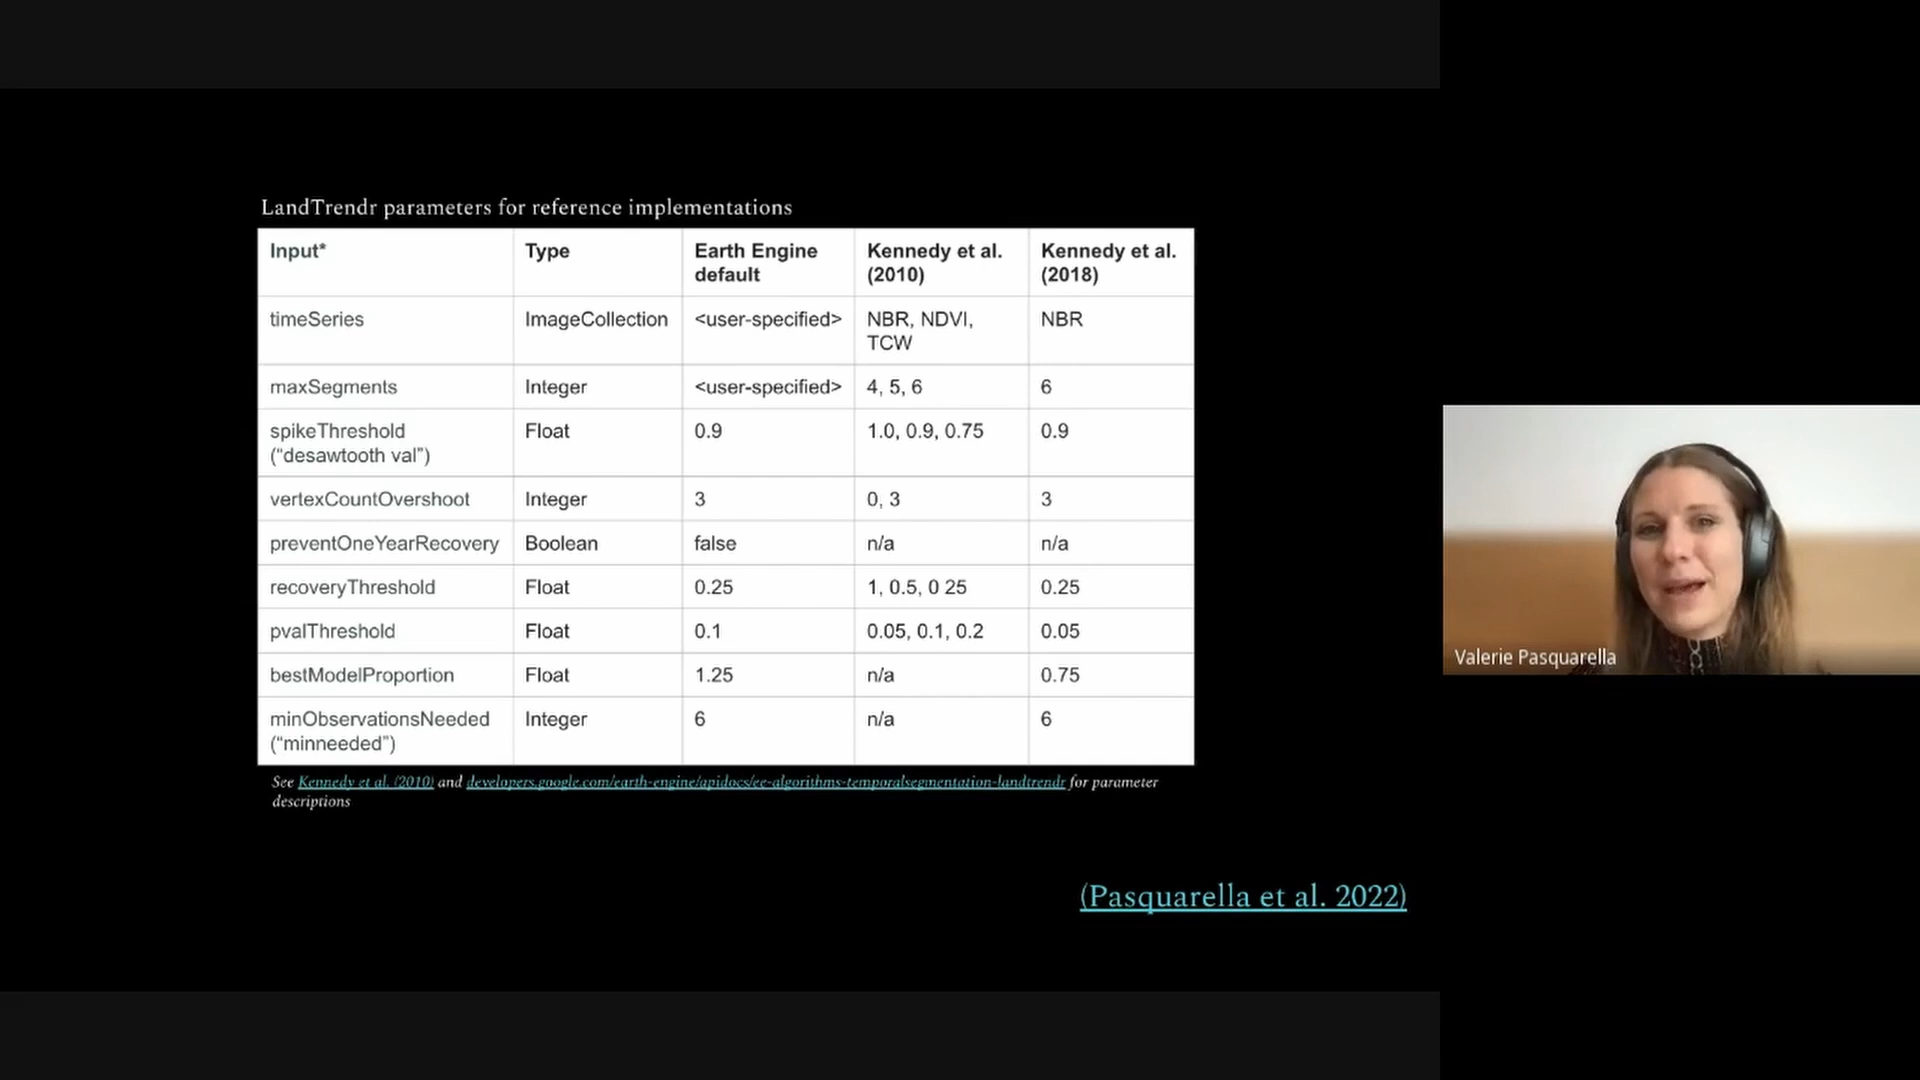 LandTrendr parameters for reference implementations
Input* Type Earth Engine default Kennedy et al. (2010) Kennedy et al. (2018)
timeSeries ImageCollection <user-specified> NBR, NDVI, TCW NBR
maxSegments Integer <user-specified> 4, 5, 6 6
spikeThreshold ("desawtooth val") Float 0.9 1.0, 0.9, 0.75 0.9
vertexCountOvershoot Integer 3 0, 3 3
preventOneYearRecovery Boolean false n/a n/a
recoveryThreshold Float 0.25 1, 0.5, 0 25 0.25
pvalThreshold Float 0.1 0.05, 0.1, 0.2 0.05
bestModelProportion Float 1.25 n/a 0.75
minObservationsNeeded ("minneeded") Integer 6 n/a 6
See Kennedy et al. (2010) and developers.google.com/earth-engine/apidocs/ee-algorithms-temporalsegmentation-landtrendr for parameter
descriptions
(Pasquarella et al. 2022)
Valerie Pasquarella